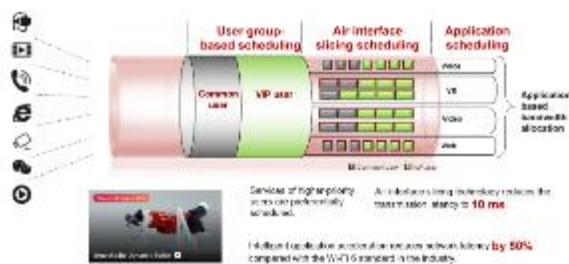 User group-
based scheduling
Air interface
slicing scheduling
Application
scheduling
Common
user
VIP user
Voice
VR
Video
Web
Application
based
bandwidth
allocation
Services of higher-priority
users are preferentially
scheduled.
Air interface slicing technology reduces the
transmission latency to 10 ms
Intelligent application acceleration reduces network latency by 50%
compared with the Wi-Fi 6 standard in the industry.